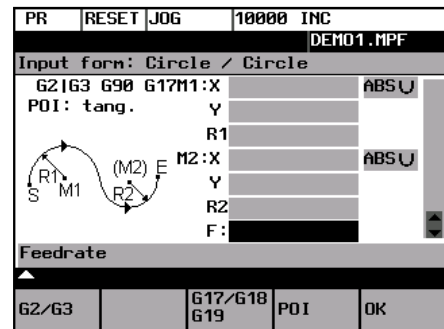 PR RESET JOG 10000 INC
DEMO1.MPF
Input form: Circle / Circle
G2|G3 G90 G17M1:X ABS
POI: tang. Y
R1
M2:X ABS
Y
R2
F:
R1 (M2) E
S M1 R2
Feedrate
G2/G3 G17/G18 G19 POI OK